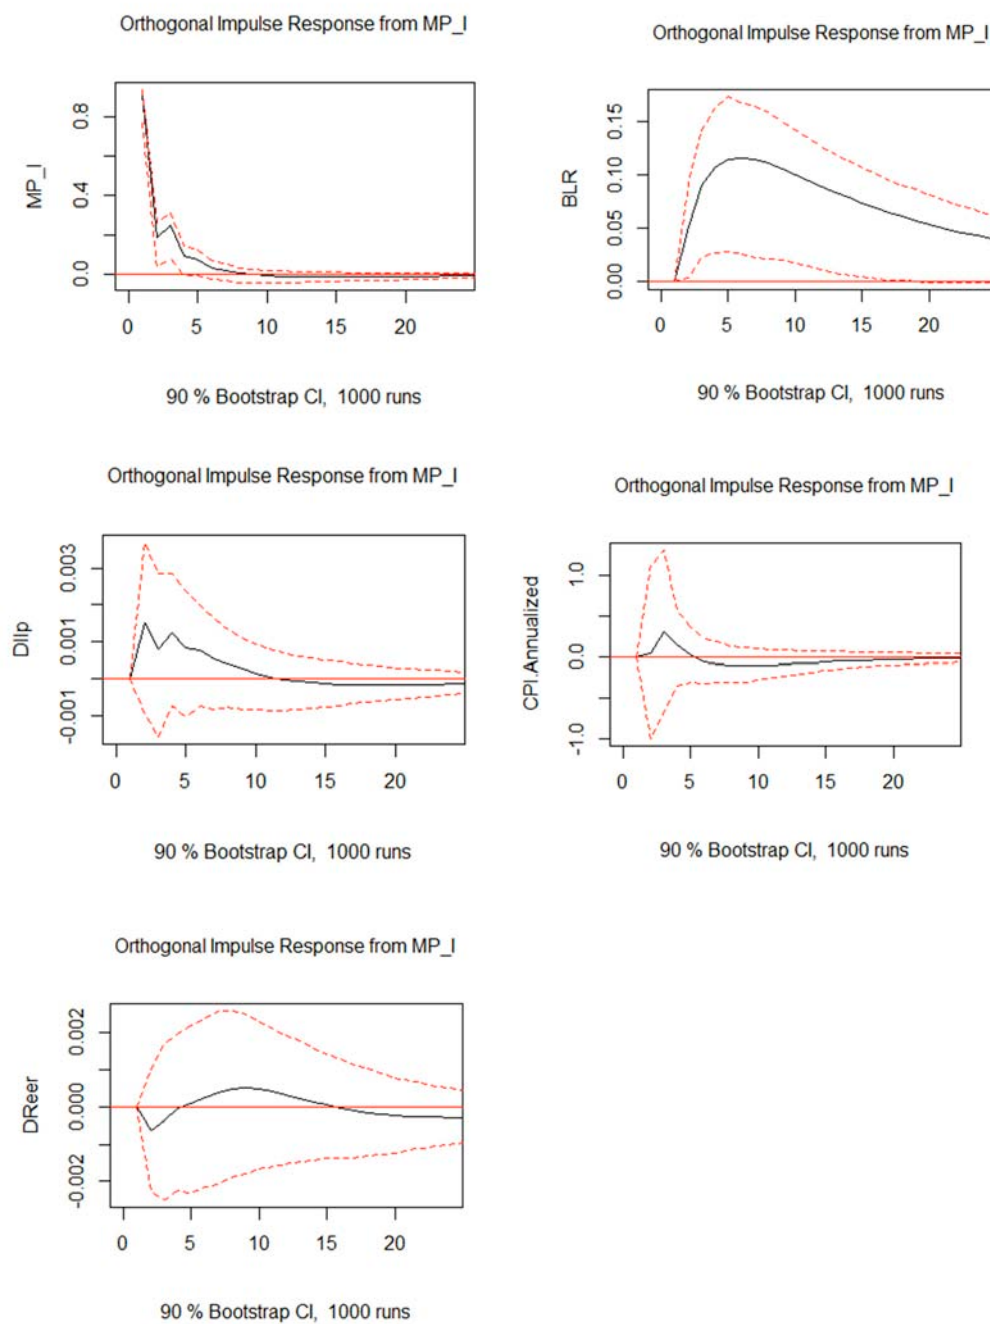 Orthogonal Impulse Response from MP_I
MP_I
0.8
0.4
0.0
0 5 10 15 20
90 % Bootstrap CI, 1000 runs
Orthogonal Impulse Response from MP_I
BLR
0.15
0.10
0.05
0.00
0 5 10 15 20
90 % Bootstrap CI, 1000 runs
Orthogonal Impulse Response from MP_I
DIIp
0.003
0.001
-0.001
0 5 10 15 20
90 % Bootstrap CI, 1000 runs
Orthogonal Impulse Response from MP_I
CPI.Annualized
1.0
0.0
-1.0
0 5 10 15 20
90 % Bootstrap CI, 1000 runs
Orthogonal Impulse Response from MP_I
DReer
0.002
0.000
-0.002
0 5 10 15 20
90 % Bootstrap CI, 1000 runs